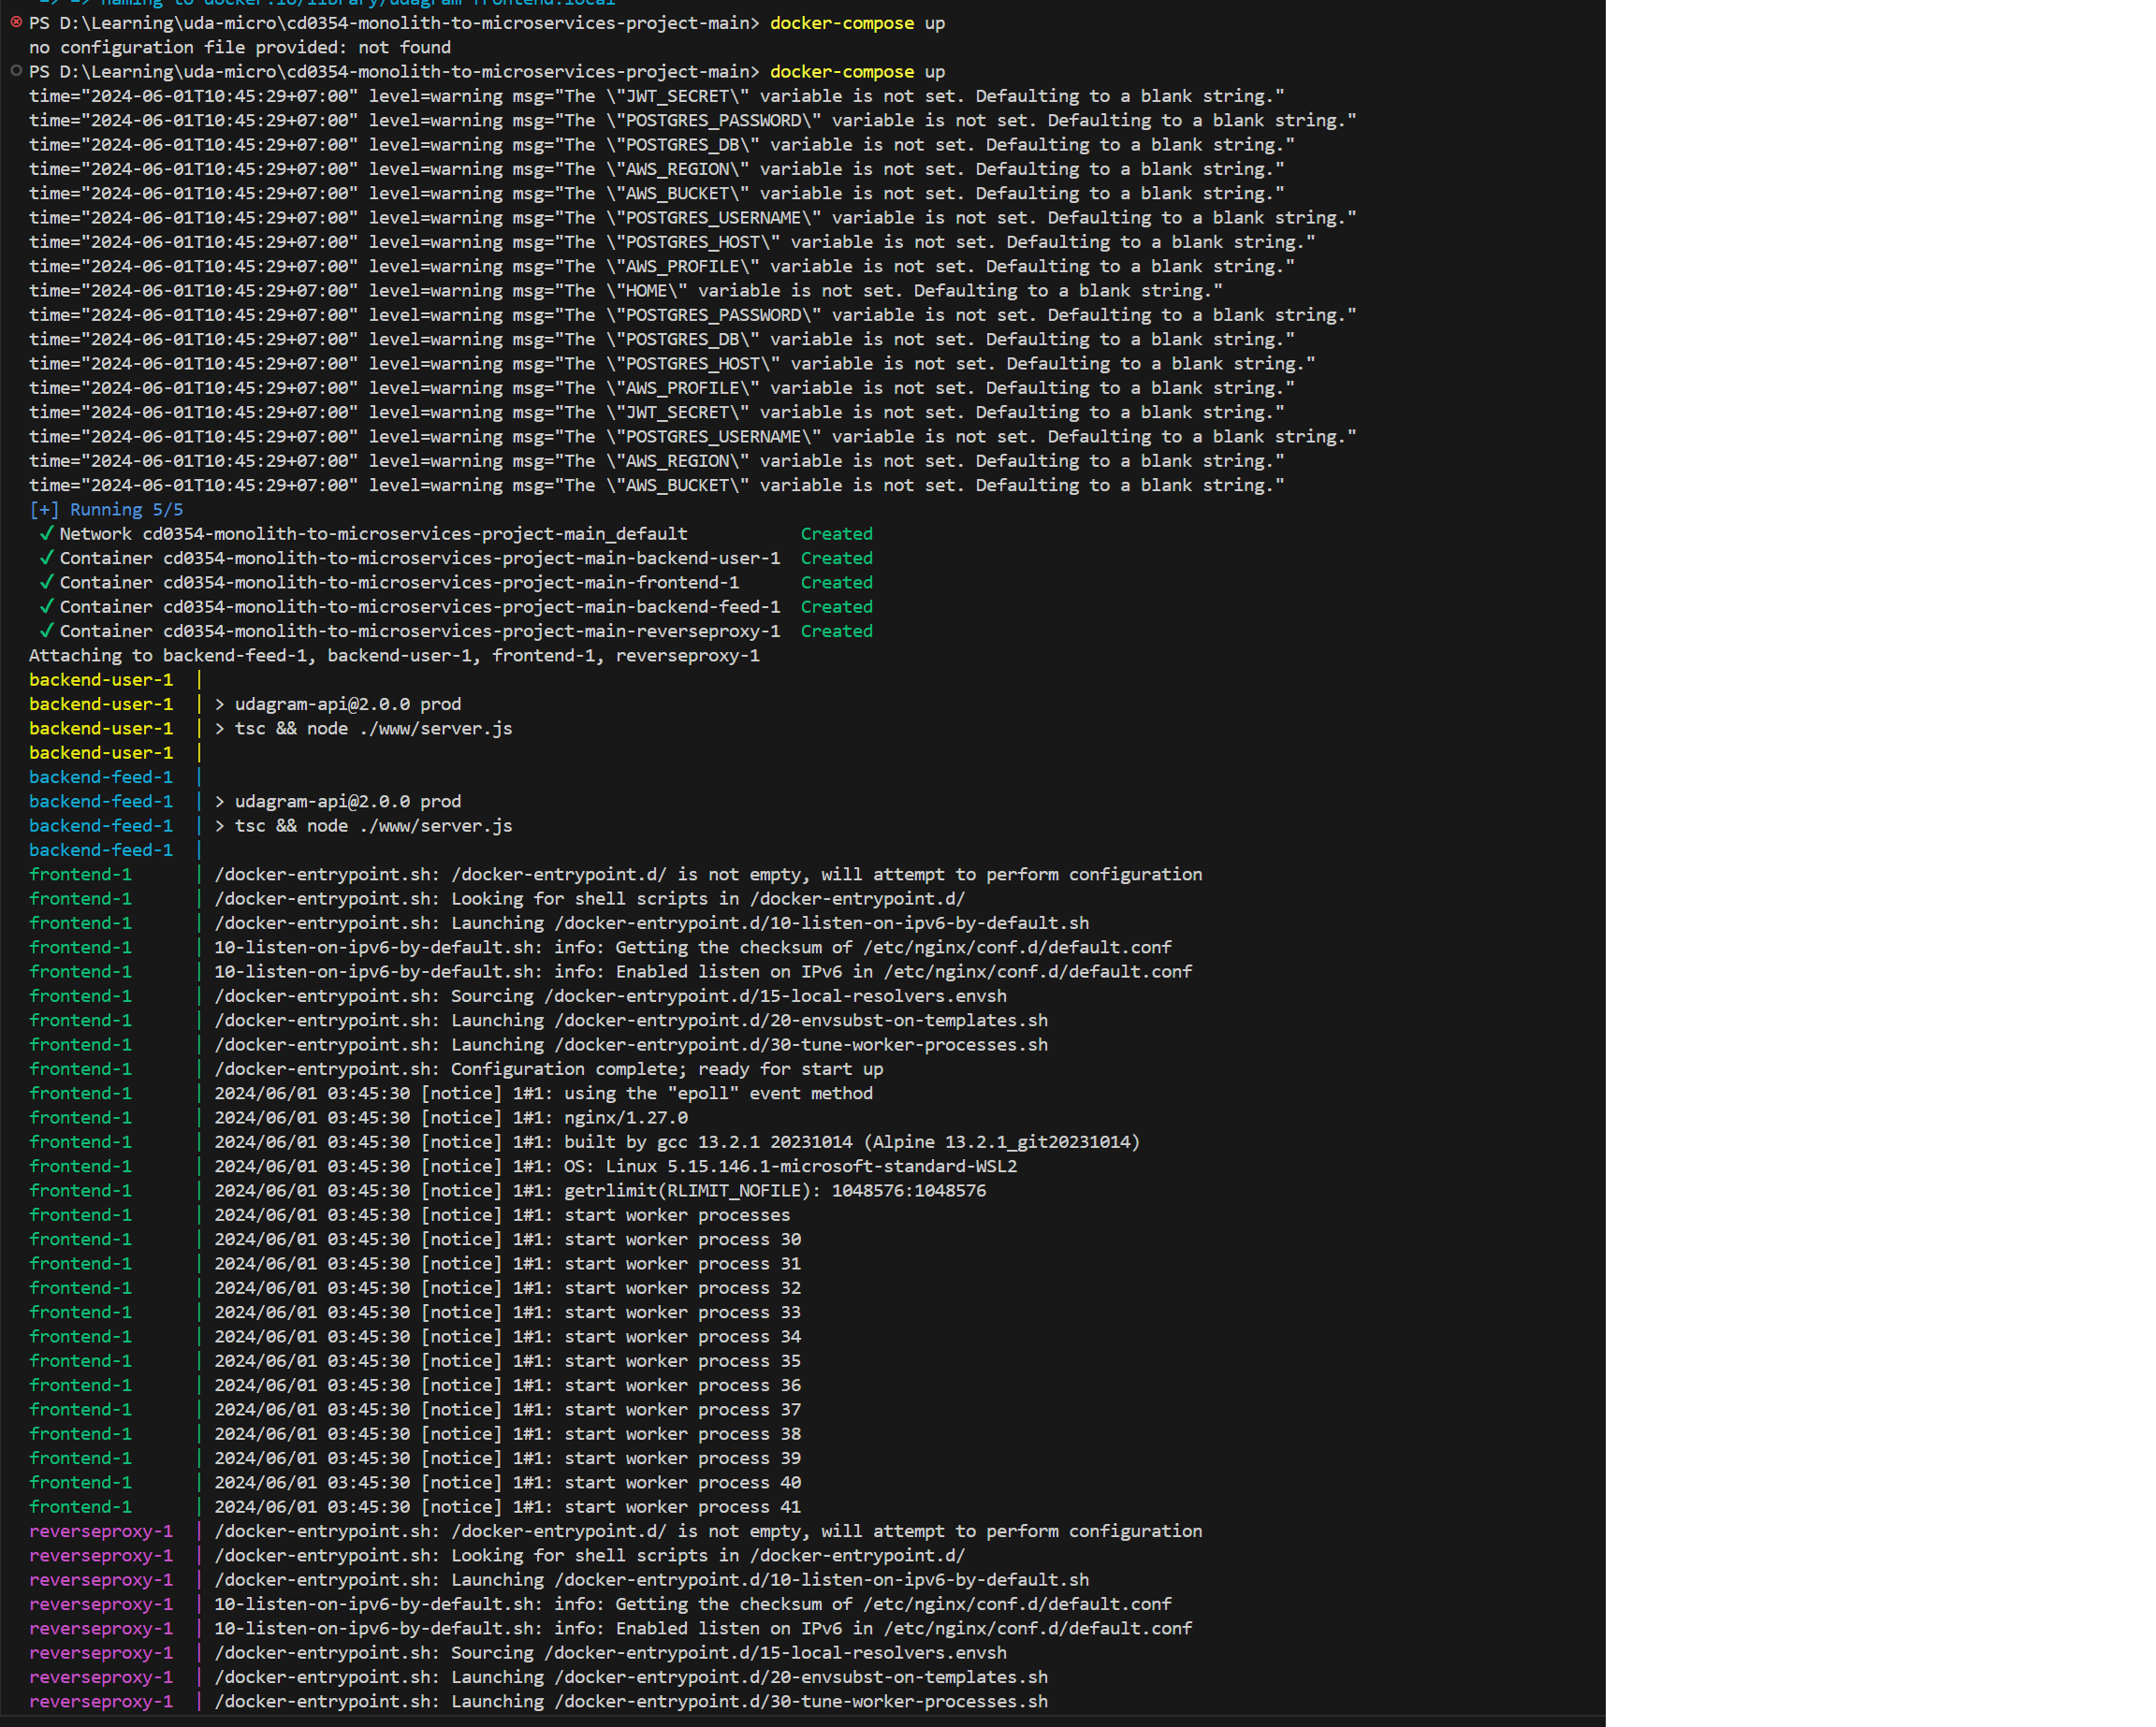 => => naming to docker.io/library/udagram-frontend:local
PS D:\Learning\uda-micro\cd0354-monolith-to-microservices-project-main> docker-compose up
no configuration file provided: not found
PS D:\Learning\uda-micro\cd0354-monolith-to-microservices-project-main> docker-compose up
time="2024-06-01T10:45:29+07:00" level=warning msg="The \"JWT_SECRET\" variable is not set. Defaulting to a blank string."
time="2024-06-01T10:45:29+07:00" level=warning msg="The \"POSTGRES_PASSWORD\" variable is not set. Defaulting to a blank string."
time="2024-06-01T10:45:29+07:00" level=warning msg="The \"POSTGRES_DB\" variable is not set. Defaulting to a blank string."
time="2024-06-01T10:45:29+07:00" level=warning msg="The \"AWS_REGION\" variable is not set. Defaulting to a blank string."
time="2024-06-01T10:45:29+07:00" level=warning msg="The \"AWS_BUCKET\" variable is not set. Defaulting to a blank string."
time="2024-06-01T10:45:29+07:00" level=warning msg="The \"POSTGRES_USERNAME\" variable is not set. Defaulting to a blank string."
time="2024-06-01T10:45:29+07:00" level=warning msg="The \"POSTGRES_HOST\" variable is not set. Defaulting to a blank string."
time="2024-06-01T10:45:29+07:00" level=warning msg="The \"AWS_PROFILE\" variable is not set. Defaulting to a blank string."
time="2024-06-01T10:45:29+07:00" level=warning msg="The \"HOME\" variable is not set. Defaulting to a blank string."
time="2024-06-01T10:45:29+07:00" level=warning msg="The \"POSTGRES_PASSWORD\" variable is not set. Defaulting to a blank string."
time="2024-06-01T10:45:29+07:00" level=warning msg="The \"POSTGRES_DB\" variable is not set. Defaulting to a blank string."
time="2024-06-01T10:45:29+07:00" level=warning msg="The \"POSTGRES_HOST\" variable is not set. Defaulting to a blank string."
time="2024-06-01T10:45:29+07:00" level=warning msg="The \"AWS_PROFILE\" variable is not set. Defaulting to a blank string."
time="2024-06-01T10:45:29+07:00" level=warning msg="The \"JWT_SECRET\" variable is not set. Defaulting to a blank string."
time="2024-06-01T10:45:29+07:00" level=warning msg="The \"POSTGRES_USERNAME\" variable is not set. Defaulting to a blank string."
time="2024-06-01T10:45:29+07:00" level=warning msg="The \"AWS_REGION\" variable is not set. Defaulting to a blank string."
time="2024-06-01T10:45:29+07:00" level=warning msg="The \"AWS_BUCKET\" variable is not set. Defaulting to a blank string."
[+] Running 5/5
✓ Network cd0354-monolith-to-microservices-project-main_default Created
✓ Container cd0354-monolith-to-microservices-project-main-backend-user-1 Created
✓ Container cd0354-monolith-to-microservices-project-main-frontend-1 Created
✓ Container cd0354-monolith-to-microservices-project-main-backend-feed-1 Created
✓ Container cd0354-monolith-to-microservices-project-main-reverseproxy-1 Created
Attaching to backend-feed-1, backend-user-1, frontend-1, reverseproxy-1
backend-user-1 |
backend-user-1 | > udagram-api@2.0.0 prod
backend-user-1 | > tsc && node ./www/server.js
backend-user-1 |
backend-feed-1 |
backend-feed-1 | > udagram-api@2.0.0 prod
backend-feed-1 | > tsc && node ./www/server.js
backend-feed-1 |
frontend-1 | /docker-entrypoint.sh: /docker-entrypoint.d/ is not empty, will attempt to perform configuration
frontend-1 | /docker-entrypoint.sh: Looking for shell scripts in /docker-entrypoint.d/
frontend-1 | /docker-entrypoint.sh: Launching /docker-entrypoint.d/10-listen-on-ipv6-by-default.sh
frontend-1 | 10-listen-on-ipv6-by-default.sh: info: Getting the checksum of /etc/nginx/conf.d/default.conf
frontend-1 | 10-listen-on-ipv6-by-default.sh: info: Enabled listen on IPv6 in /etc/nginx/conf.d/default.conf
frontend-1 | /docker-entrypoint.sh: Sourcing /docker-entrypoint.d/15-local-resolvers.envsh
frontend-1 | /docker-entrypoint.sh: Launching /docker-entrypoint.d/20-envsubst-on-templates.sh
frontend-1 | /docker-entrypoint.sh: Launching /docker-entrypoint.d/30-tune-worker-processes.sh
frontend-1 | /docker-entrypoint.sh: Configuration complete; ready for start up
frontend-1 | 2024/06/01 03:45:30 [notice] 1#1: using the "epoll" event method
frontend-1 | 2024/06/01 03:45:30 [notice] 1#1: nginx/1.27.0
frontend-1 | 2024/06/01 03:45:30 [notice] 1#1: built by gcc 13.2.1 20231014 (Alpine 13.2.1_git20231014)
frontend-1 | 2024/06/01 03:45:30 [notice] 1#1: OS: Linux 5.15.146.1-microsoft-standard-WSL2
frontend-1 | 2024/06/01 03:45:30 [notice] 1#1: getrlimit(RLIMIT_NOFILE): 1048576:1048576
frontend-1 | 2024/06/01 03:45:30 [notice] 1#1: start worker processes
frontend-1 | 2024/06/01 03:45:30 [notice] 1#1: start worker process 30
frontend-1 | 2024/06/01 03:45:30 [notice] 1#1: start worker process 31
frontend-1 | 2024/06/01 03:45:30 [notice] 1#1: start worker process 32
frontend-1 | 2024/06/01 03:45:30 [notice] 1#1: start worker process 33
frontend-1 | 2024/06/01 03:45:30 [notice] 1#1: start worker process 34
frontend-1 | 2024/06/01 03:45:30 [notice] 1#1: start worker process 35
frontend-1 | 2024/06/01 03:45:30 [notice] 1#1: start worker process 36
frontend-1 | 2024/06/01 03:45:30 [notice] 1#1: start worker process 37
frontend-1 | 2024/06/01 03:45:30 [notice] 1#1: start worker process 38
frontend-1 | 2024/06/01 03:45:30 [notice] 1#1: start worker process 39
frontend-1 | 2024/06/01 03:45:30 [notice] 1#1: start worker process 40
frontend-1 | 2024/06/01 03:45:30 [notice] 1#1: start worker process 41
reverseproxy-1 | /docker-entrypoint.sh: /docker-entrypoint.d/ is not empty, will attempt to perform configuration
reverseproxy-1 | /docker-entrypoint.sh: Looking for shell scripts in /docker-entrypoint.d/
reverseproxy-1 | /docker-entrypoint.sh: Launching /docker-entrypoint.d/10-listen-on-ipv6-by-default.sh
reverseproxy-1 | 10-listen-on-ipv6-by-default.sh: info: Getting the checksum of /etc/nginx/conf.d/default.conf
reverseproxy-1 | 10-listen-on-ipv6-by-default.sh: info: Enabled listen on IPv6 in /etc/nginx/conf.d/default.conf
reverseproxy-1 | /docker-entrypoint.sh: Sourcing /docker-entrypoint.d/15-local-resolvers.envsh
reverseproxy-1 | /docker-entrypoint.sh: Launching /docker-entrypoint.d/20-envsubst-on-templates.sh
reverseproxy-1 | /docker-entrypoint.sh: Launching /docker-entrypoint.d/30-tune-worker-processes.sh